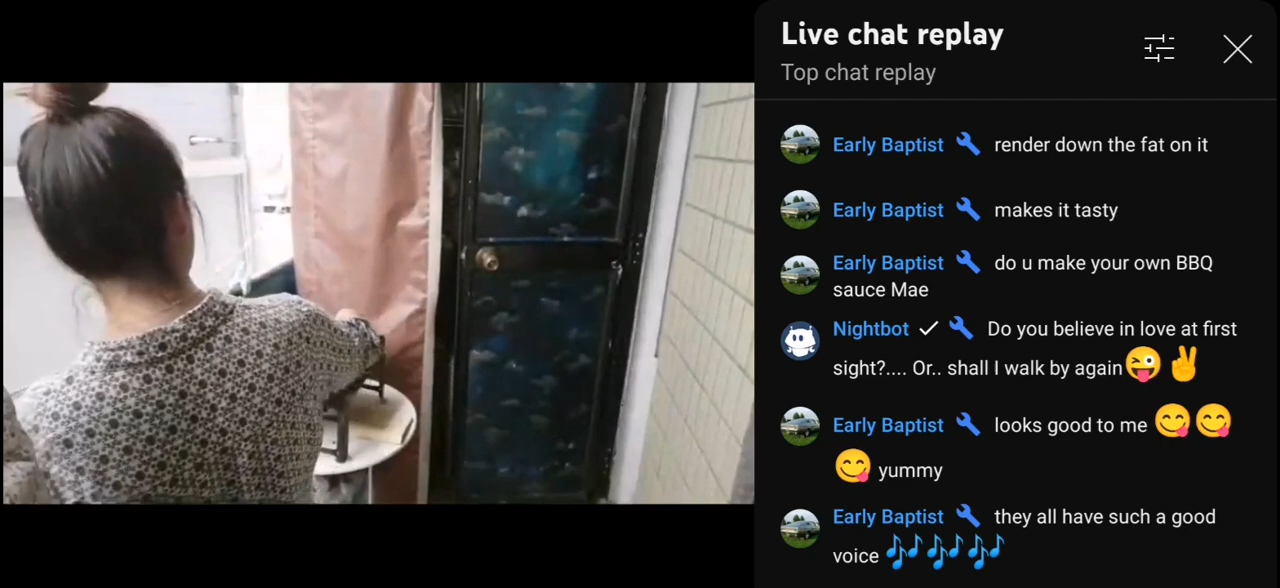 Live chat replay
Top chat replay
Early Baptist render down the fat on it
Early Baptist makes it tasty
Early Baptist do u make your own BBQ
sauce Mae
Nightbot Do you believe in love at first
sight?.... Or.. shall I walk by again😜✌
Early Baptist looks good to me 😋😋
😋 yummy
Early Baptist they all have such a good
voice 🎶🎶🎶